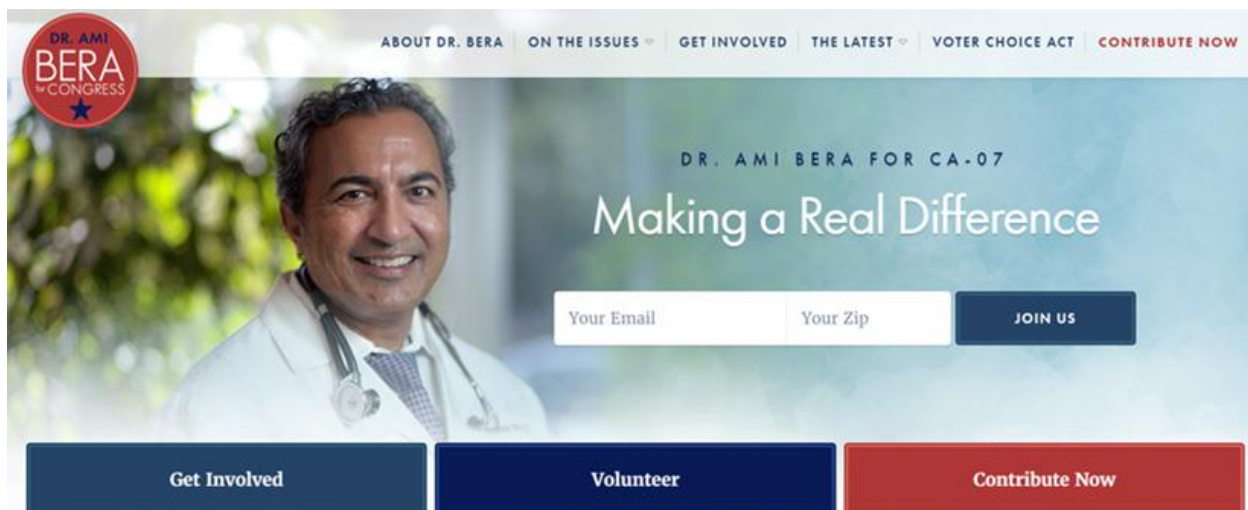 DR. AMI
BERA
for CONGRESS
ABOUT DR. BERA
ON THE ISSUES
GET INVOLVED
THE LATEST
VOTER CHOICE ACT
CONTRIBUTE NOW
DR. AMI BERA FOR CA-07
Making a Real Difference
Your Email
Your Zip
JOIN US
Get Involved
Volunteer
Contribute Now